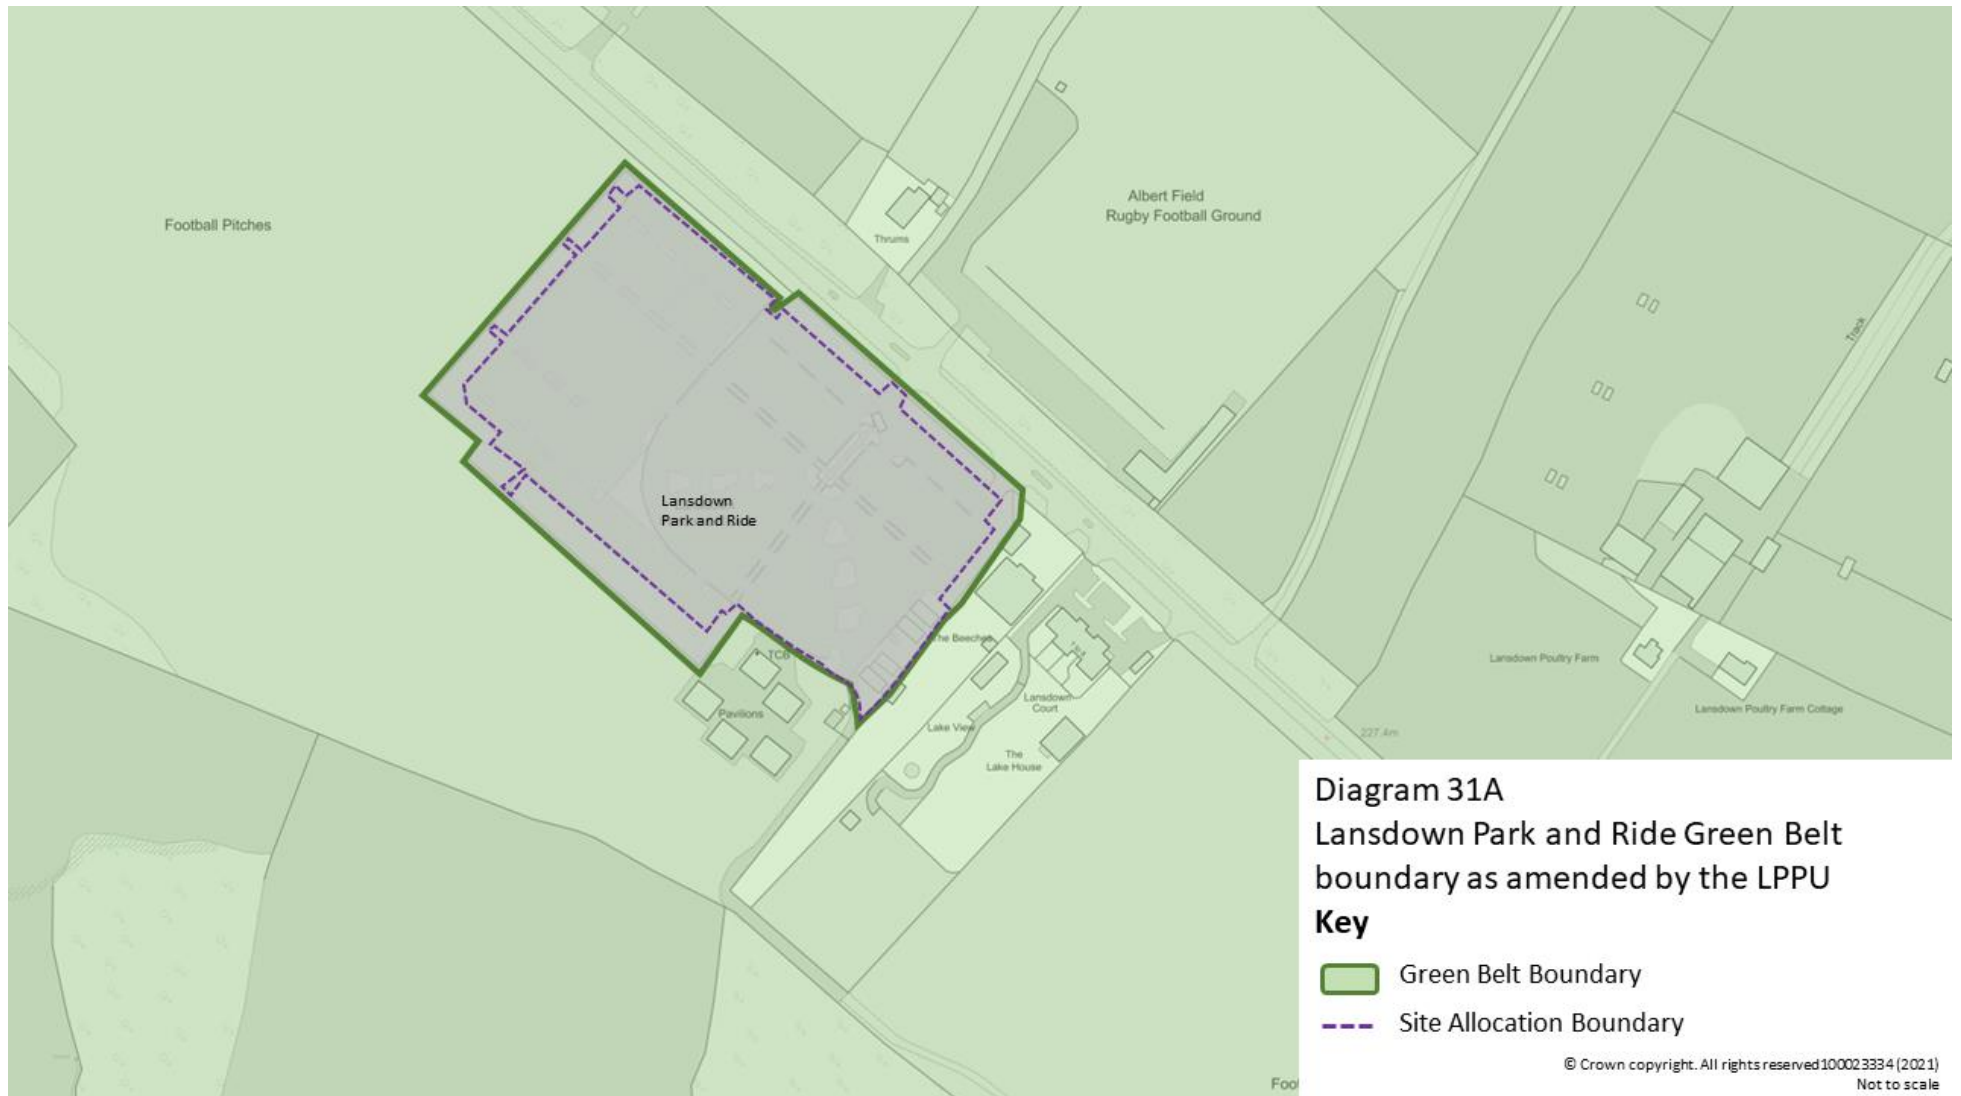 Football Pitches
Albert Field
Rugby Football Ground
Thrums
Track
Lansdown
Park and Ride
The Beeches
TCB
Pavilions
Lansdown
Court
Lake View
The
Lake House
Lansdown Poultry Farm
Lansdown Poultry Farm Cottage
227.4m
Diagram 31A
Lansdown Park and Ride Green Belt
boundary as amended by the LPPU
Key
Green Belt Boundary
Site Allocation Boundary
© Crown copyright. All rights reserved100023334 (2021)
Not to scale
Foot